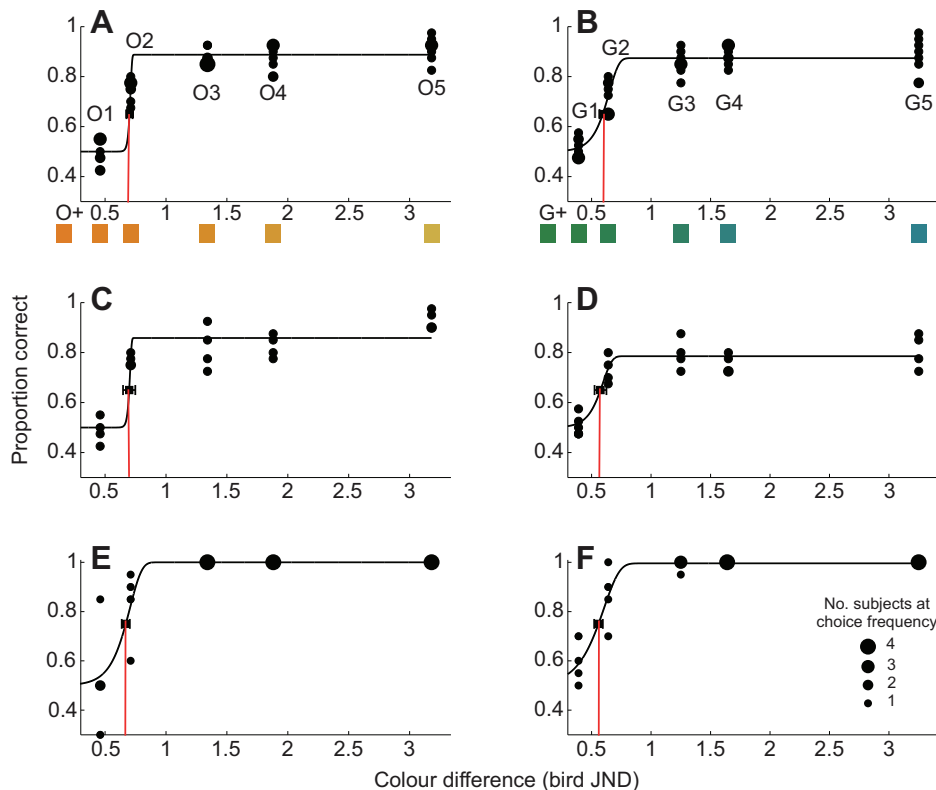 A
B
1
0.8
0.6
0.4
O1
O2
O3
O4
O5
1
0.8
0.6
0.4
G1
G2
G3
G4
G5
O+
0.5
1
1.5
2
2.5
3
G+
0.5
1
1.5
2
2.5
3
Proportion correct
C
D
1
0.8
0.6
0.4
0.5
1
1.5
2
2.5
3
1
0.8
0.6
0.4
0.5
1
1.5
2
2.5
3
E
F
1
0.8
0.6
0.4
0.5
1
1.5
2
2.5
3
1
0.8
0.6
0.4
0.5
1
1.5
2
2.5
3
No. subjects at
choice frequency
4
3
2
1
Colour difference (bird JND)